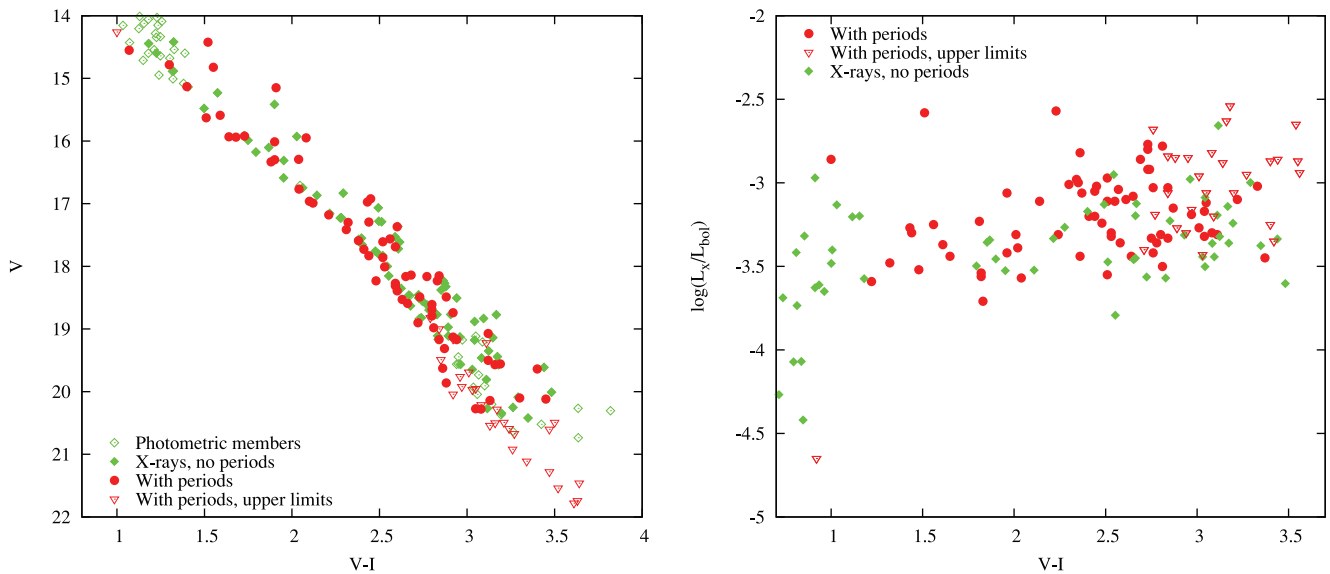 14
15
16
17
18
19
20
21
22
1
1.5
2
2.5
3
3.5
4
V
V-I
Photometric members
X-rays, no periods
With periods
With periods, upper limits
-2
-2.5
-3
-3.5
-4
-4.5
-5
1
1.5
2
2.5
3
3.5
log(Lx/Lbol)
V-I
With periods
With periods, upper limits
X-rays, no periods